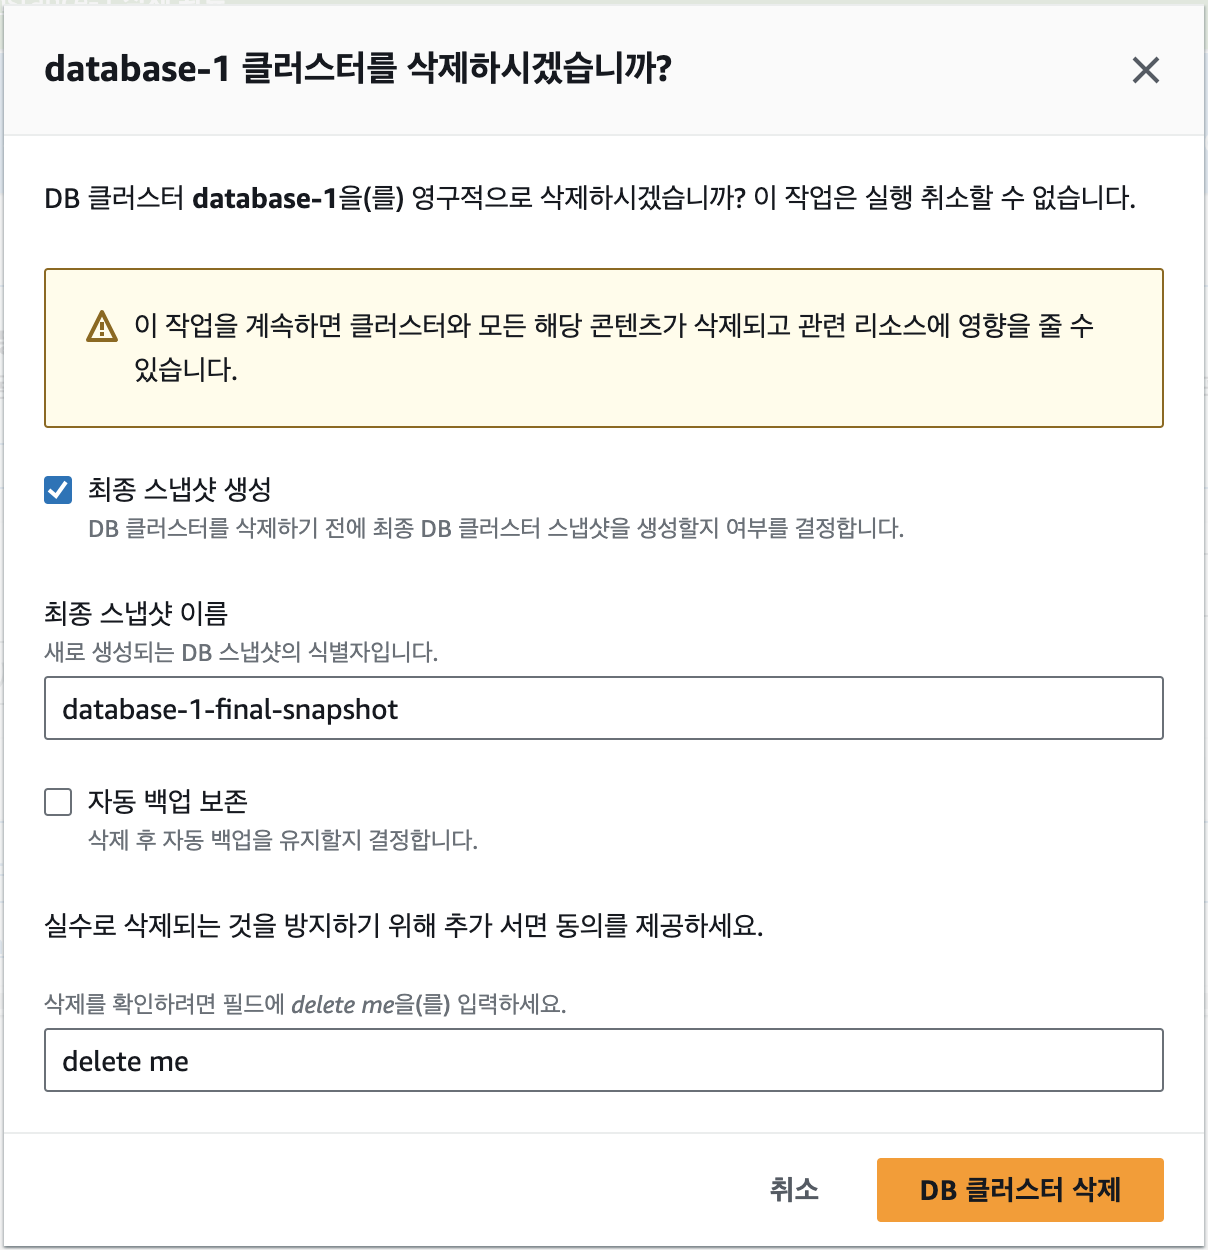 database-1 클러스터를 삭제하시겠습니까?
DB 클러스터 database-1을(를) 영구적으로 삭제하시겠습니까? 이 작업은 실행 취소할 수 없습니다.
이 작업을 계속하면 클러스터와 모든 해당 콘텐츠가 삭제되고 관련 리소스에 영향을 줄 수
있습니다.
최종 스냅샷 생성
DB 클러스터를 삭제하기 전에 최종 DB 클러스터 스냅샷을 생성할지 여부를 결정합니다.
최종 스냅샷 이름
새로 생성되는 DB 스냅샷의 식별자입니다.
database-1-final-snapshot
자동 백업 보존
삭제 후 자동 백업을 유지할지 결정합니다.
실수로 삭제되는 것을 방지하기 위해 추가 서면 동의를 제공하세요.
삭제를 확인하려면 필드에 delete me을(를) 입력하세요.
delete me
취소
DB 클러스터 삭제